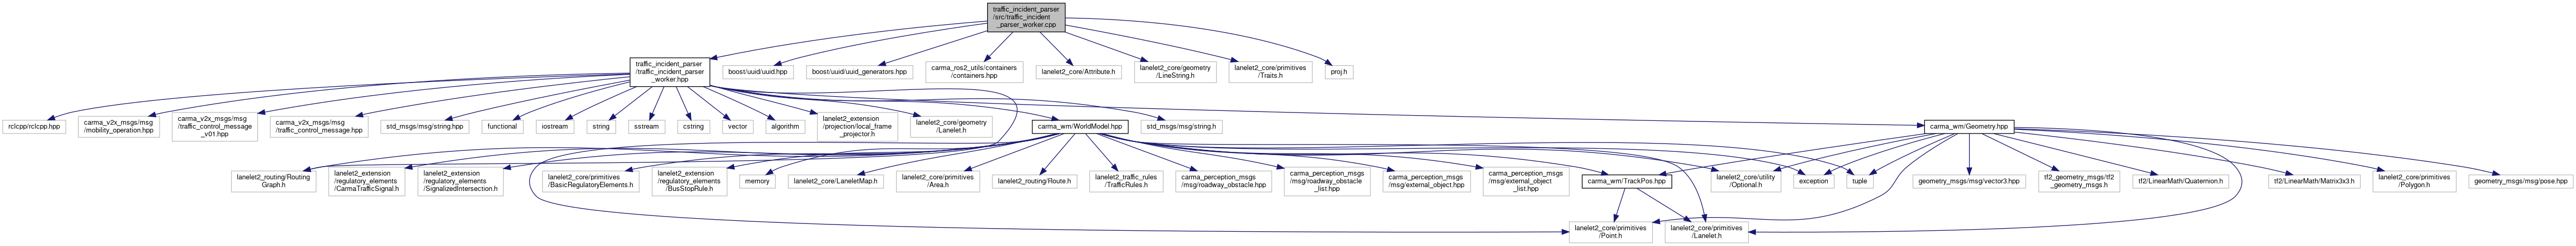 traffic_incident_parser
/src/traffic_incident
_parser_worker.cpp
traffic_incident_parser
/traffic_incident_parser
_worker.hpp
boost/uuid/uuid.hpp
boost/uuid/uuid_generators.hpp
carma_ros2_utils/containers
/containers.hpp
lanelet2_core/Attribute.h
lanelet2_core/geometry
/LineString.h
lanelet2_core/primitives
/Traits.h
proj.h
rclcpp/rclcpp.hpp
carma_v2x_msgs/msg
/mobility_operation.hpp
carma_v2x_msgs/msg
/traffic_control_message
_v01.hpp
carma_v2x_msgs/msg
/traffic_control_message.hpp
std_msgs/msg/string.hpp
functional
iostream
string
sstream
cstring
vector
algorithm
lanelet2_extension
/projection/local_frame
_projector.h
lanelet2_core/geometry
/Lanelet.h
carma_wm/WorldModel.hpp
std_msgs/msg/string.h
carma_wm/Geometry.hpp
lanelet2_routing/Routing
Graph.h
lanelet2_extension
/regulatory_elements
/CarmaTrafficSignal.h
lanelet2_extension
/regulatory_elements
/SignalizedIntersection.h
lanelet2_core/primitives
/BasicRegulatoryElements.h
lanelet2_extension
/regulatory_elements
/BusStopRule.h
memory
lanelet2_core/LaneletMap.h
lanelet2_core/primitives
/Area.h
lanelet2_routing/Route.h
lanelet2_traffic_rules
/TrafficRules.h
carma_perception_msgs
/msg/roadway_obstacle.hpp
carma_perception_msgs
/msg/roadway_obstacle
_list.hpp
carma_perception_msgs
/msg/external_object.hpp
carma_perception_msgs
/msg/external_object
_list.hpp
carma_wm/TrackPos.hpp
lanelet2_core/utility
/Optional.h
exception
tuple
geometry_msgs/msg/vector3.hpp
tf2_geometry_msgs/tf2
_geometry_msgs.h
tf2/LinearMath/Quaternion.h
tf2/LinearMath/Matrix3x3.h
lanelet2_core/primitives
/Polygon.h
geometry_msgs/msg/pose.hpp
lanelet2_core/primitives
/Point.h
lanelet2_core/primitives
/Lanelet.h